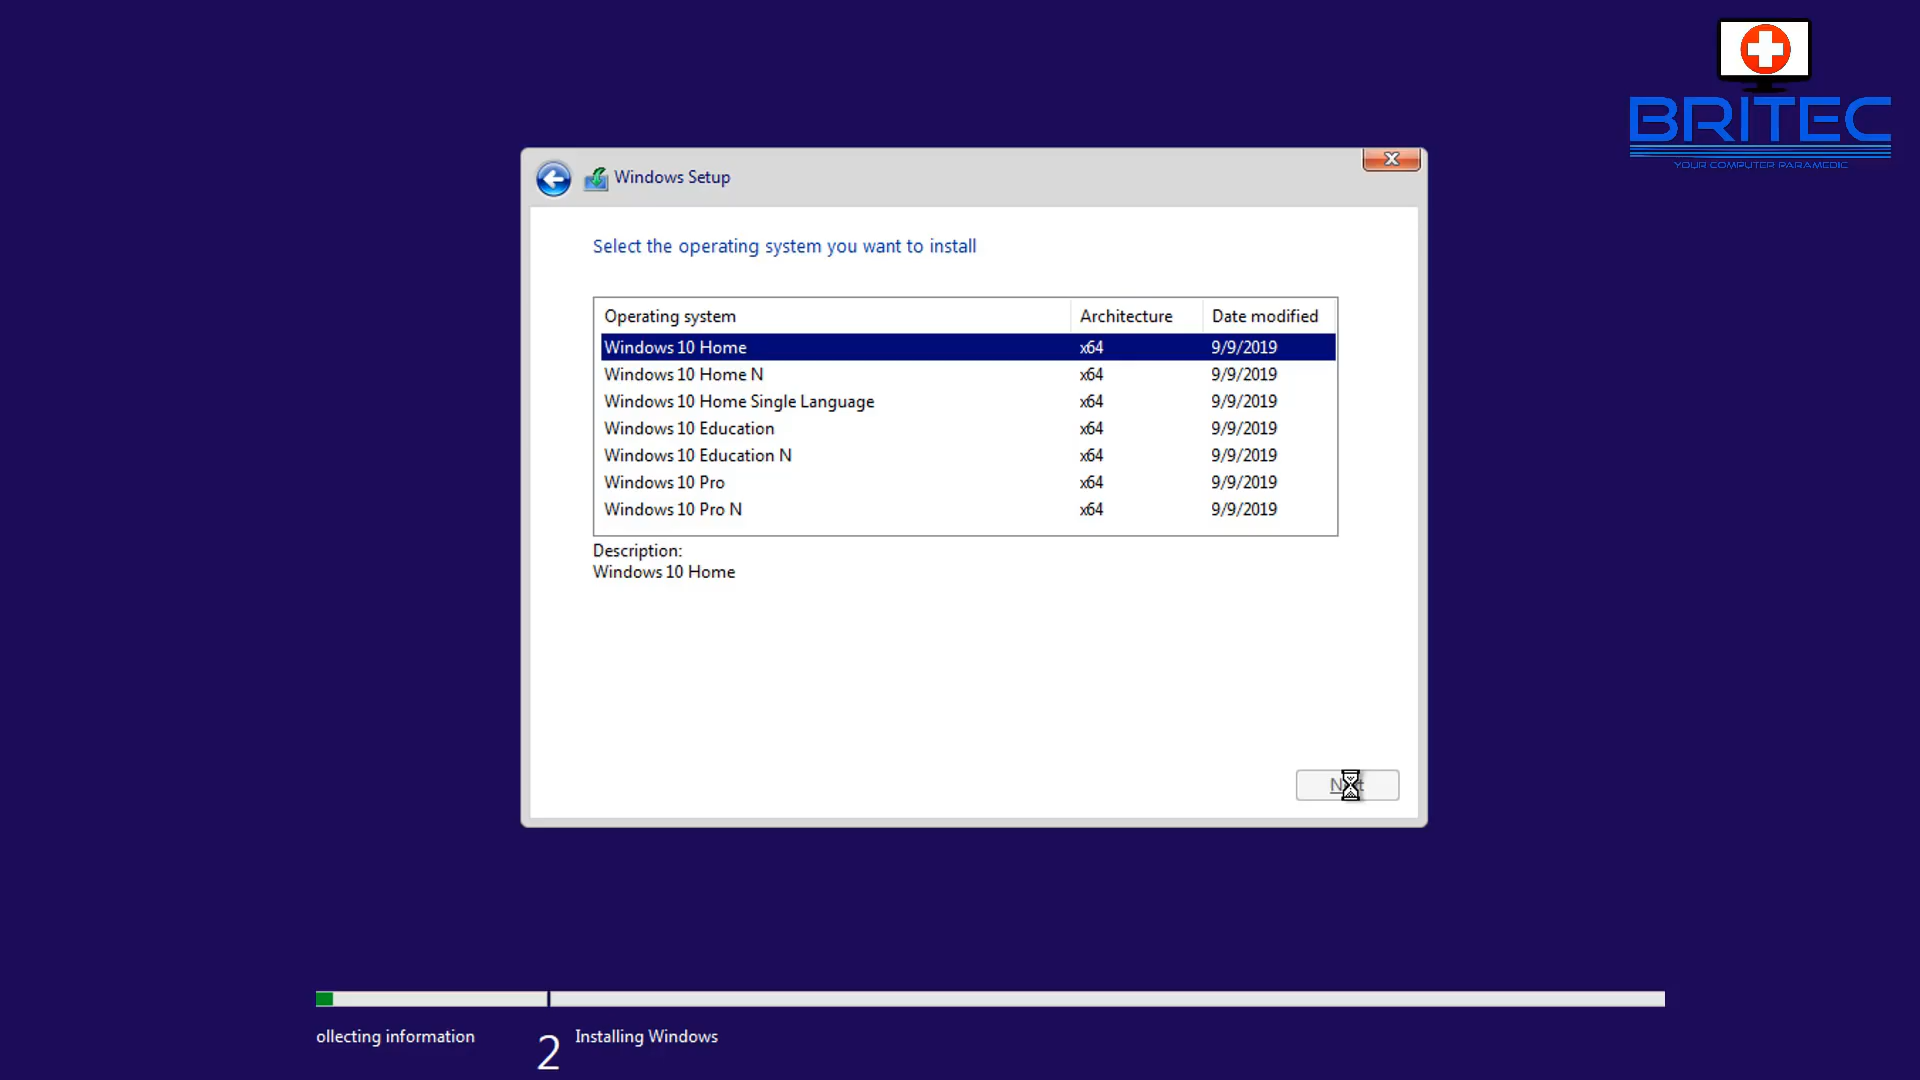 BRITEC
YOUR COMPUTER PARAMEDIC
Windows Setup
Select the operating system you want to install
Operating system Architecture Date modified
Windows 10 Home x64 9/9/2019
Windows 10 Home N x64 9/9/2019
Windows 10 Home Single Language x64 9/9/2019
Windows 10 Education x64 9/9/2019
Windows 10 Education N x64 9/9/2019
Windows 10 Pro x64 9/9/2019
Windows 10 Pro N x64 9/9/2019
Description:
Windows 10 Home
ollecting information
2 Installing Windows